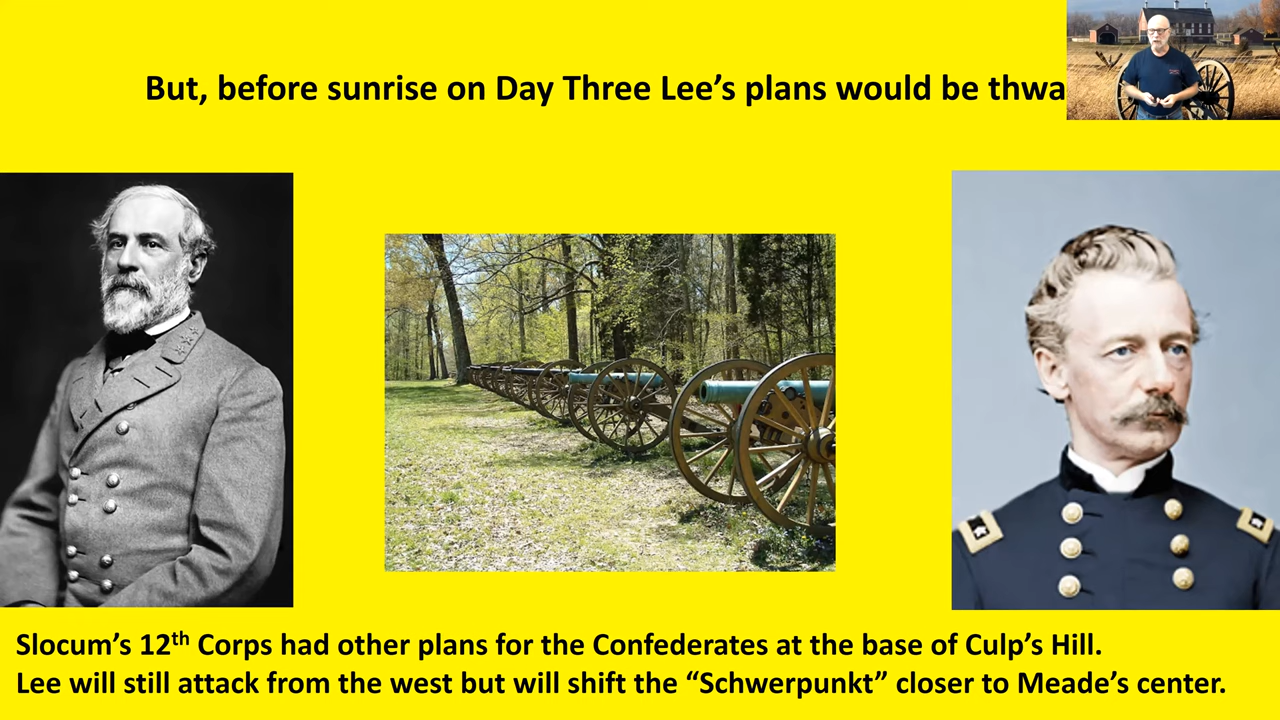 But, before sunrise on Day Three Lee’s plans would be
Slocum’s 12th Corps had other plans for the Confederates at the base of Culp’s Hill.
Lee will still attack from the west but will shift the “Schwerpunkt” closer to Meade’s center.